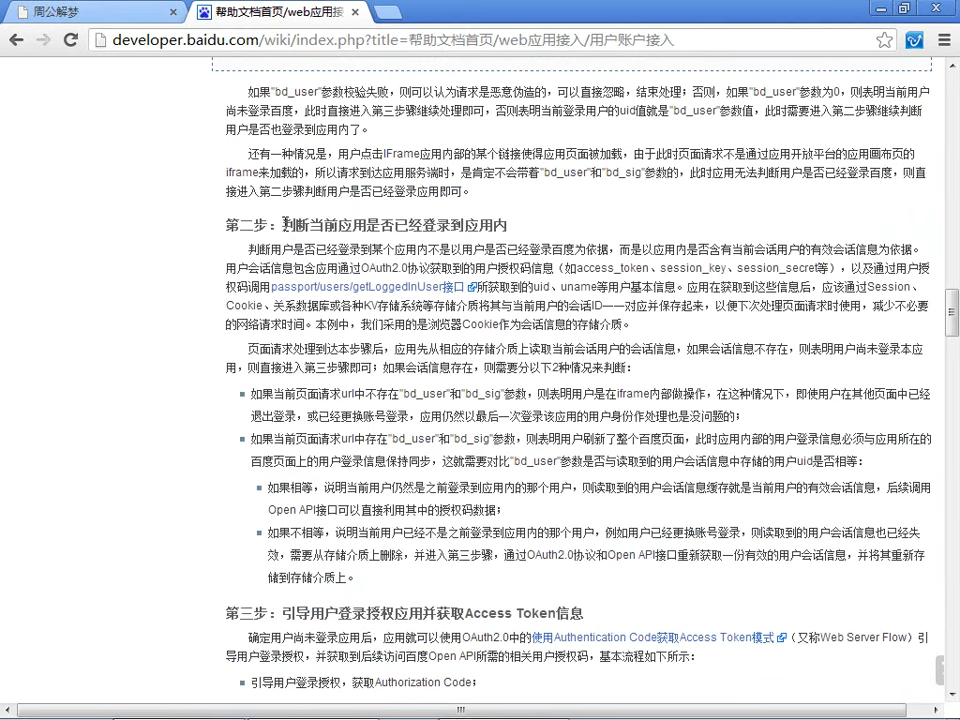 周公解梦
帮助文档首页/web应用接
developer.baidu.com/wiki/index.php?title=帮助文档首页/web应用接入/用户账户接入
如果"bd_user"参数校验失败，则可以认为请求是恶意伪造的，可以直接忽略，结束处理；否则，如果"bd_user"参数为0，则表明当前用户
尚未登录百度，此时直接进入第三步骤继续处理即可，否则表明当前登录用户的uid值就是"bd_user"参数值，此时需要进入第二步骤继续判断
用户是否也登录到应用内了。
还有一种情况是，用户点击IFrame应用内部的某个链接使得应用页面被加载，由于此时页面请求不是通过应用开放平台的应用画布页的
iframe来加载的，所以请求到达应用服务端时，是肯定不会带着"bd_user"和"bd_sig"参数的，此时应用无法判断用户是否已经登录百度，则直
接进入第二步骤判断用户是否已经登录应用即可。
第二步：判断当前应用是否已经登录到应用内
判断用户是否已经登录到某个应用内不是以用户是否已经登录百度为依据，而是以应用内是否含有当前会话用户的有效会话信息为依据。
用户会话信息包含应用通过OAuth2.0协议获取到的用户授权码信息（如access_token、session_key、session_secret等），以及通过用户授
权码调用passport/users/getLoggedInUser接口所获取到的uid、uname等用户基本信息。应用在获取到这些信息后，应该通过Session、
Cookie、关系数据库或各种KV存储系统等存储介质将其与当前用户的会话ID一一对应并保存起来，以便下次处理页面请求时使用，减少不必要
的网络请求时间。本例中，我们采用的是浏览器Cookie作为会话信息的存储介质。
页面请求处理到达本步骤后，应用先从相应的存储介质上读取当前会话用户的会话信息，如果会话信息不存在，则表明用户尚未登录本应
用，则直接进入第三步骤即可；如果会话信息存在，则需要分以下2种情况来判断：
如果当前页面请求url中不存在"bd_user"和"bd_sig"参数，则表明用户是在iframe内部做操作，在这种情况下，即使用户在其他页面中已经
退出登录，或已经更换账号登录，应用仍然以最后一次登录该应用的用户身份作处理也是没问题的；
如果当前页面请求url中存在"bd_user"和"bd_sig"参数，则表明用户刷新了整个百度页面，此时应用内部的用户登录信息必须与应用所在的
百度页面上的用户登录信息保持同步，这就需要对比"bd_user"参数是否与读取到的用户会话信息中存储的用户uid是否相等：
如果相等，说明当前用户仍然是之前登录到应用内的那个用户，则读取到的用户会话信息缓存就是当前用户的有效会话信息，后续调用
Open API接口可以直接利用其中的授权码数据；
如果不相等，说明当前用户已经不是之前登录到应用内的那个用户，例如用户已经更换账号登录，则读取到的用户会话信息也已经失
效，需要从存储介质上删除，并进入第三步骤，通过OAuth2.0协议和Open API接口重新获取一份有效的用户会话信息，并将其重新存
储到存储介质上。
第三步：引导用户登录授权应用并获取Access Token信息
确定用户尚未登录应用后，应用就可以使用OAuth2.0中的使用Authentication Code获取Access Token模式（又称Web Server Flow）引
导用户登录授权，并获取到后续访问百度Open API所需的相关用户授权码，基本流程如下所示：
引导用户登录授权，获取Authorization Code；